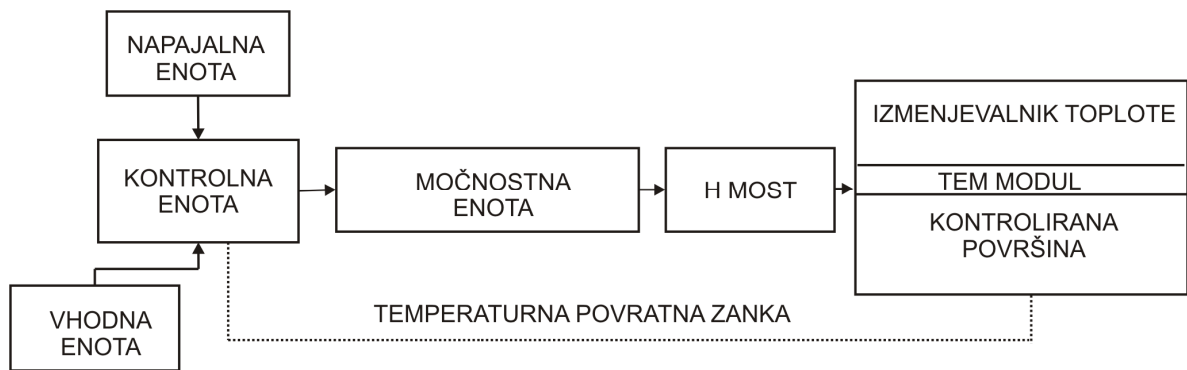 NAPAJALNA
ENOTA
KONTROLNA
ENOTA
MOČNOSTNA
ENOTA
H MOST
IZMENJEVALNIK TOPLOTE
TEM MODUL
KONTROLIRANA
POVRŠINA
VHODNA
ENOTA
TEMPERATURNA POVRATNA ZANKA